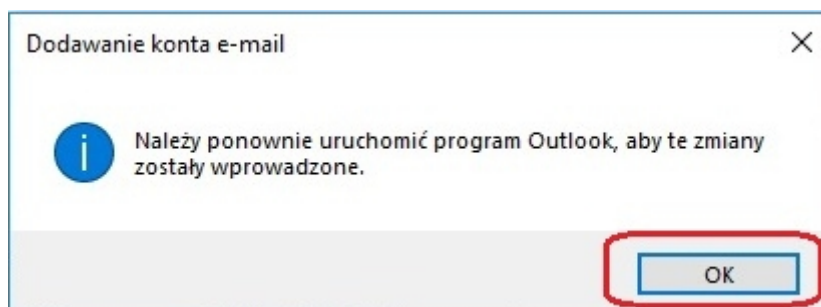 Dodawanie konta e-mail
Należy ponownie uruchomić program Outlook, aby te zmiany
zostały wprowadzone.
OK